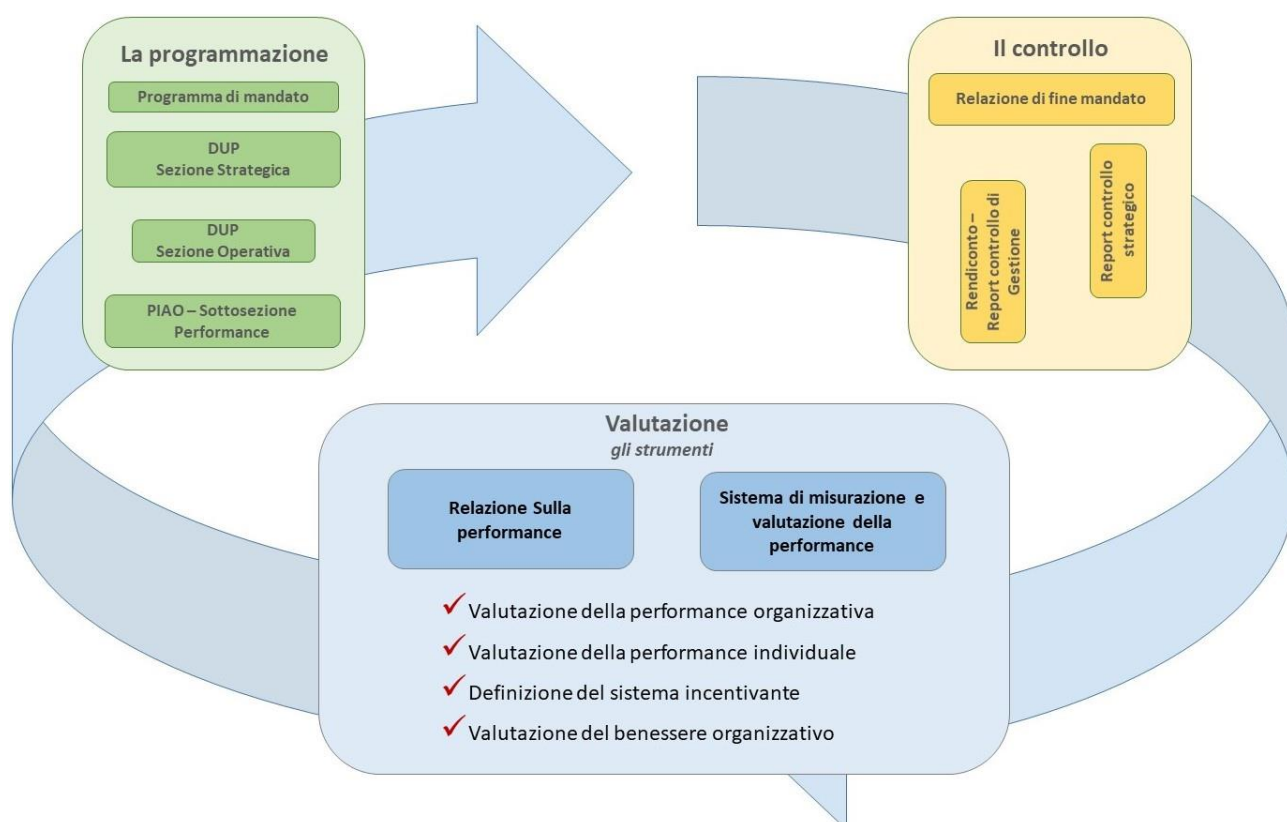 La programmazione
Programma di mandato
DUP
Sezione Strategica
DUP
Sezione Operativa
PIAO – Sottosezione
Performance
Il controllo
Relazione di fine mandato
Rendiconto –
Report controllo di
Gestione
Report controllo
strategico
Valutazione
gli strumenti
Relazione Sulla
performance
Sistema di misurazione e
valutazione della
performance
✓ Valutazione della performance organizzativa
✓ Valutazione della performance individuale
✓ Definizione del sistema incentivante
✓ Valutazione del benessere organizzativo